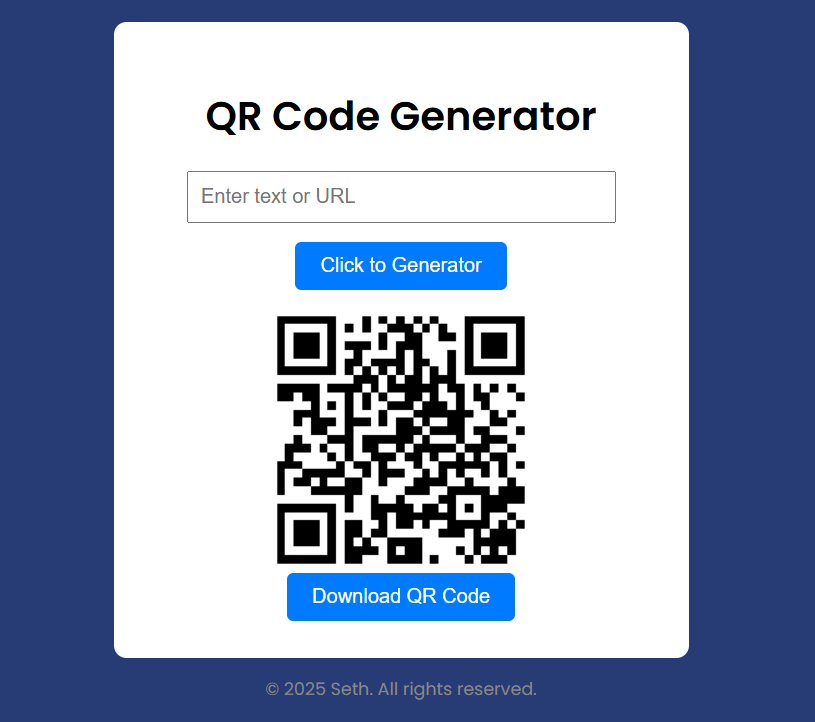 QR Code Generator
Enter text or URL
Click to Generator
Download QR Code
© 2025 Seth. All rights reserved.